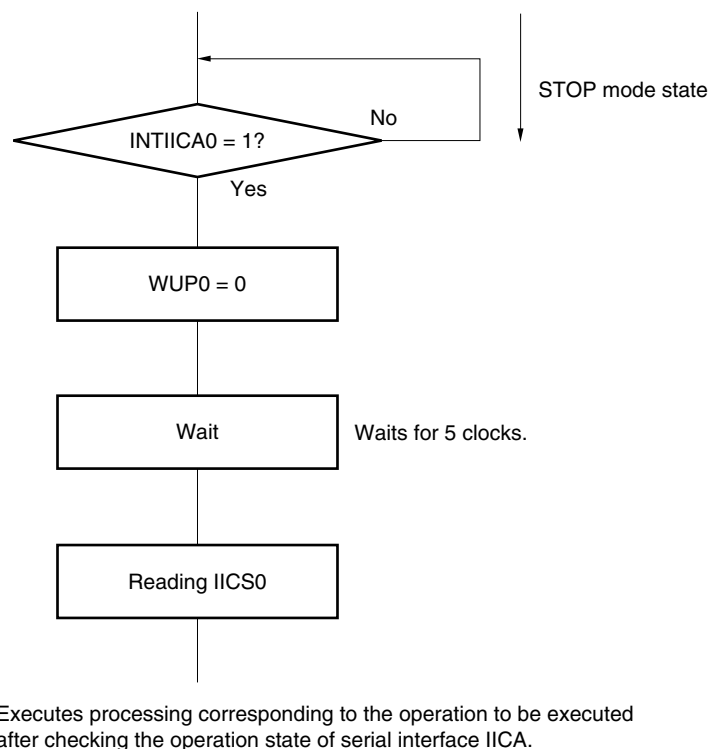 STOP mode state
No
INTIICA0 = 1?
Yes
WUP0 = 0
Wait
Waits for 5 clocks.
Reading IICS0
Executes processing corresponding to the operation to be executed
after checking the operation state of serial interface IICA.